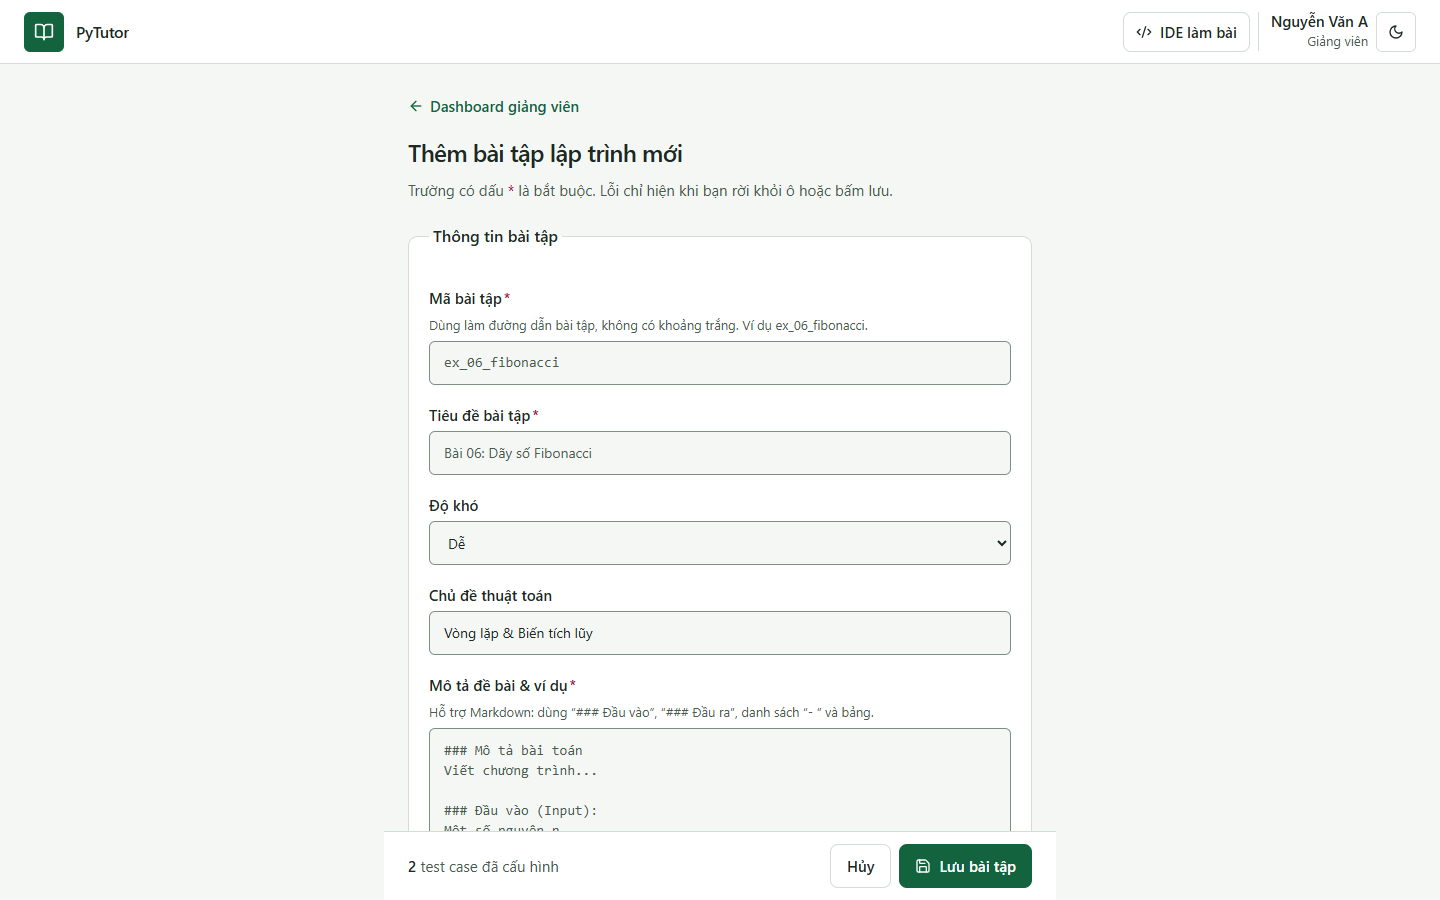 PyTutor
IDE làm bài
Nguyễn Văn A
Giảng viên
Dashboard giảng viên
Thêm bài tập lập trình mới
Trường có dấu * là bắt buộc. Lỗi chỉ hiện khi bạn rời khỏi ô hoặc bấm lưu.
Thông tin bài tập
Mã bài tập*
Dùng làm đường dẫn bài tập, không có khoảng trắng. Ví dụ ex_06_fibonacci.
ex_06_fibonacci
Tiêu đề bài tập*
Bài 06: Dãy số Fibonacci
Độ khó
Dễ
Chủ đề thuật toán
Vòng lặp & Biến tích lũy
Mô tả đề bài & ví dụ*
Hỗ trợ Markdown: dùng “### Đầu vào”, “### Đầu ra”, danh sách “- ” và bảng.
### Mô tả bài toán
Viết chương trình...
### Đầu vào (Input):
Một số nguyên n
2 test case đã cấu hình
Hủy
Lưu bài tập